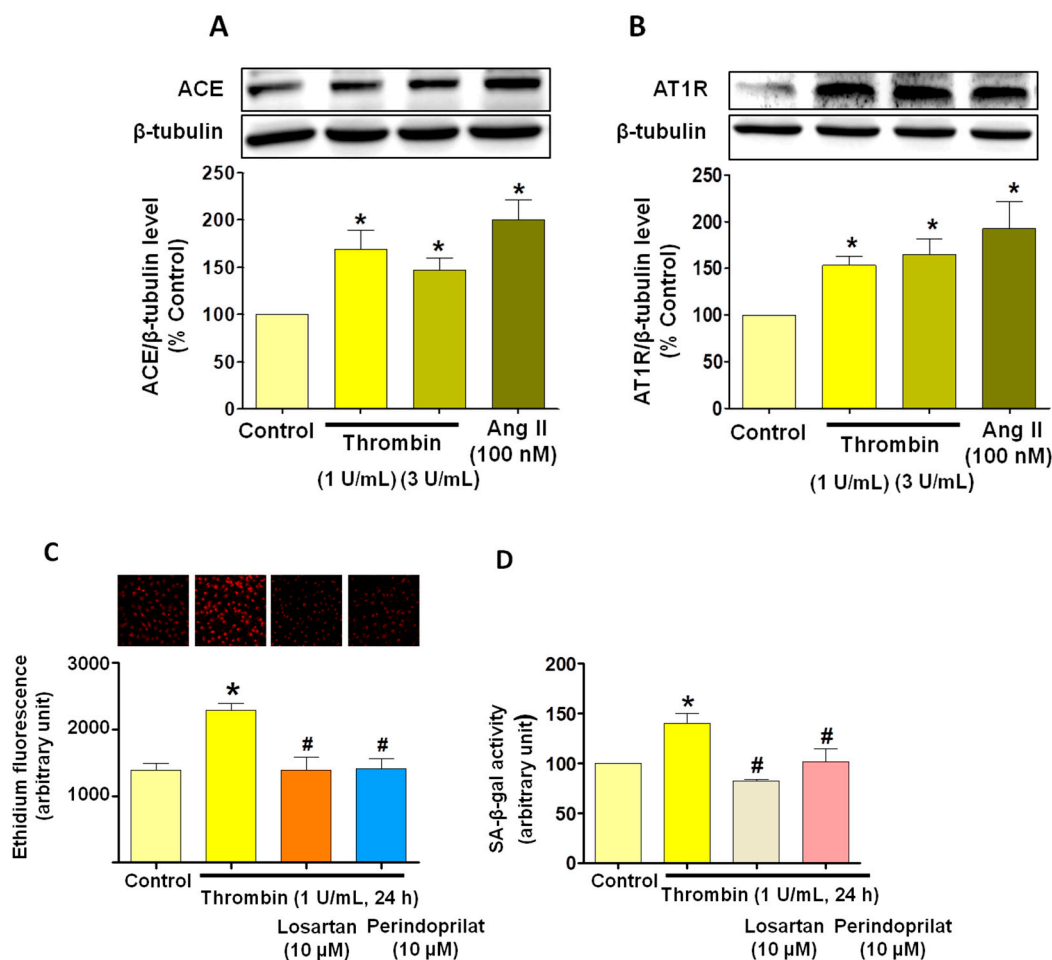 A
ACE
β-tubulin
ACE/β-tubulin level
(% Control)
250
200
150
100
50
0
*
*
*
Control
Thrombin
Ang II
(100 nM)
(1 U/mL) (3 U/mL)
B
AT1R
β-tubulin
AT1R/β-tubulin level
(% Control)
250
200
150
100
50
0
*
*
*
Control
Thrombin
Ang II
(100 nM)
(1 U/mL) (3 U/mL)
C
Ethidium fluorescence
(arbitrary unit)
3000
2000
1000
*
#
#
Control
Thrombin (1 U/mL, 24 h)
Losartan Perindoprilat
(10 µM) (10 µM)
D
SA-β-gal activity
(arbitrary unit)
200
150
100
50
0
*
#
#
Control
Thrombin (1 U/mL, 24 h)
Losartan Perindoprilat
(10 µM) (10 µM)